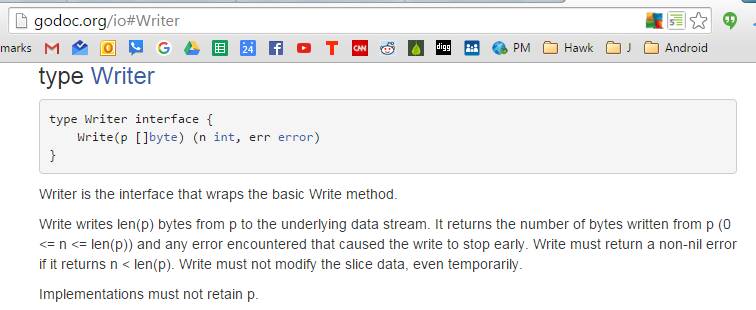 godoc.org/io#Writer
marks M O G 24 f T CNN digg PM Hawk J Android
type Writer
type Writer interface {
    Write(p []byte) (n int, err error)
}
Writer is the interface that wraps the basic Write method.
Write writes len(p) bytes from p to the underlying data stream. It returns the number of bytes written from p (0
<= n <= len(p)) and any error encountered that caused the write to stop early. Write must return a non-nil error
if it returns n < len(p). Write must not modify the slice data, even temporarily.
Implementations must not retain p.